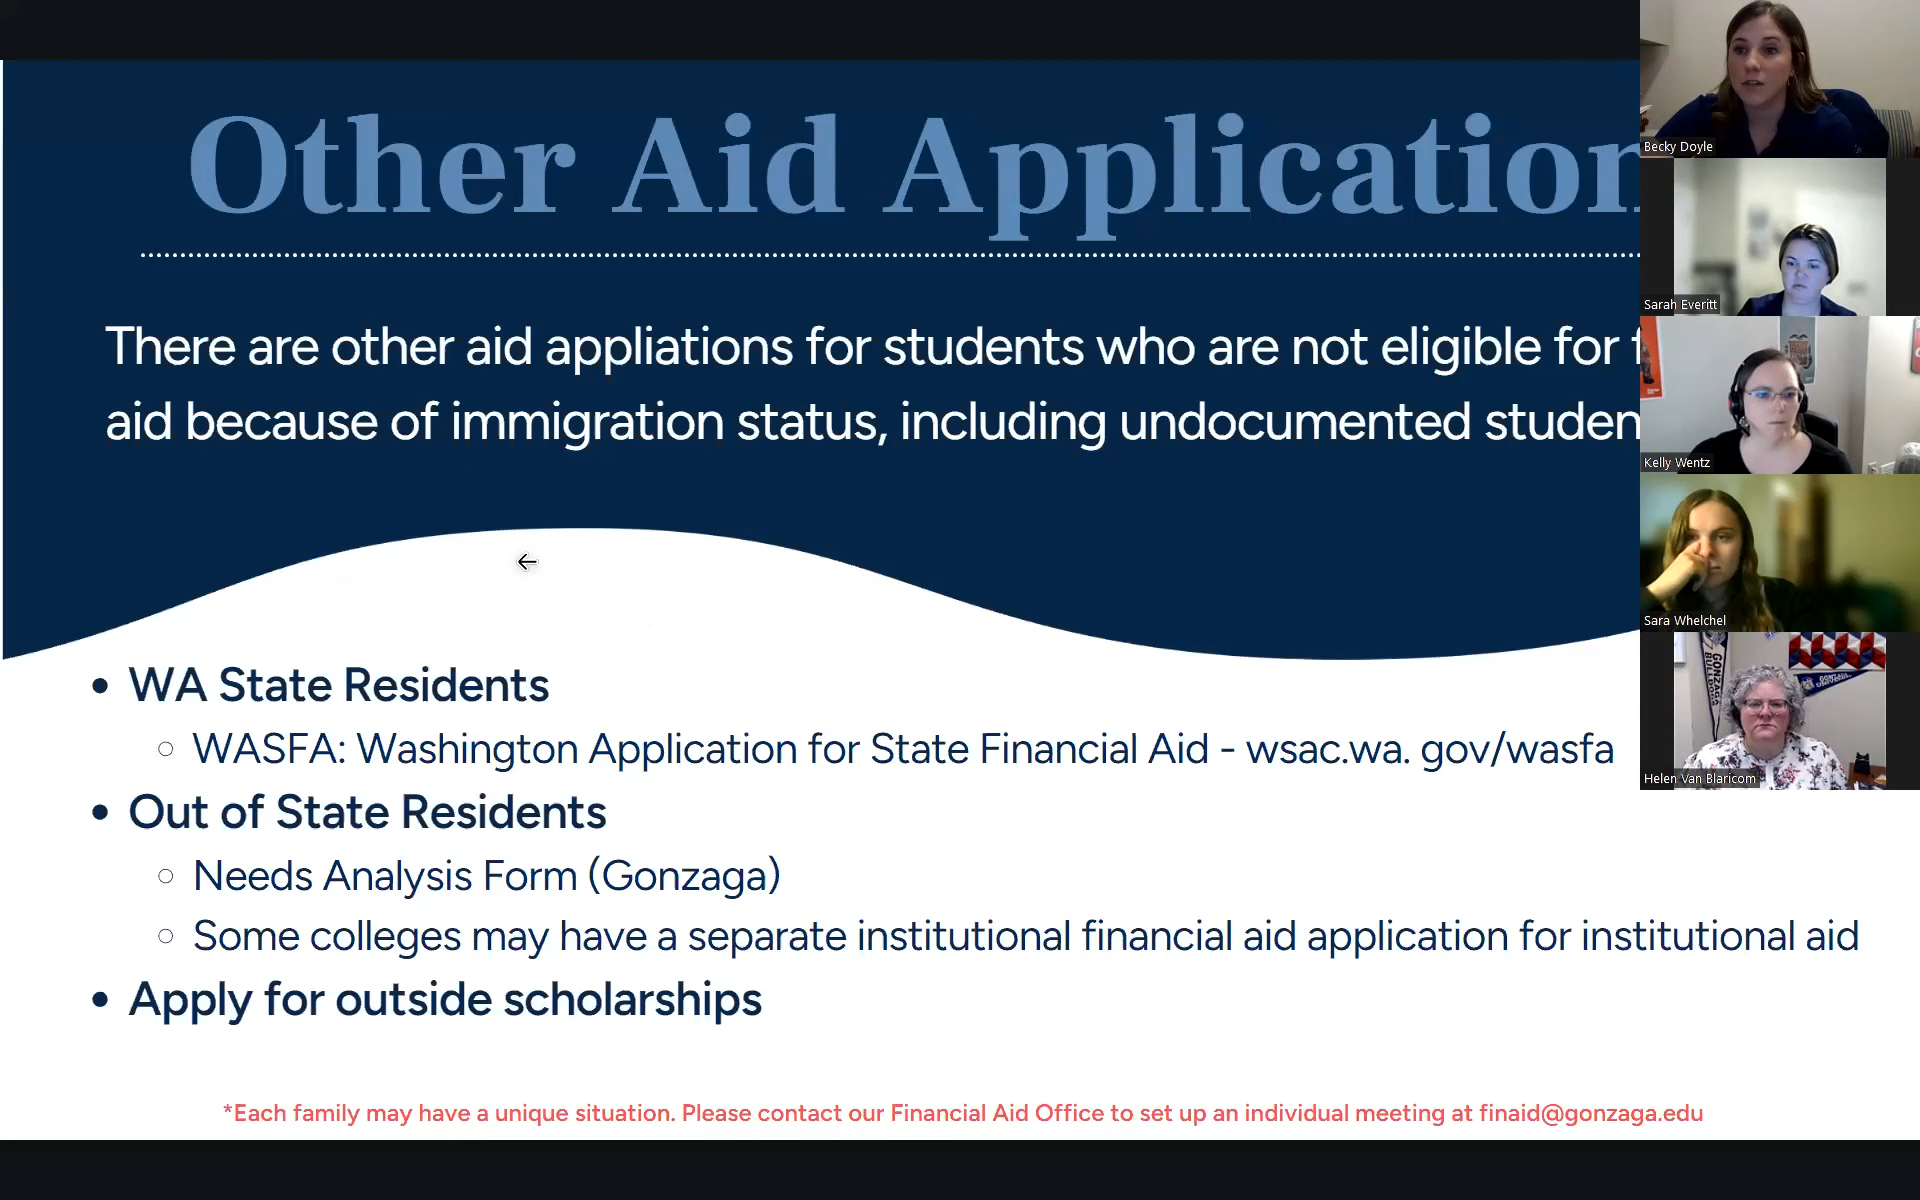 Other Aid Application
There are other aid appliations for students who are not eligible for f
aid because of immigration status, including undocumented studen
• WA State Residents
○ WASFA: Washington Application for State Financial Aid - wsac.wa. gov/wasfa
• Out of State Residents
○ Needs Analysis Form (Gonzaga)
○ Some colleges may have a separate institutional financial aid application for institutional aid
• Apply for outside scholarships
*Each family may have a unique situation. Please contact our Financial Aid Office to set up an individual meeting at finaid@gonzaga.edu
Becky Doyle
Sarah Everitt
Kelly Wentz
Sara Whelchel
GONZAGA
BULLDOGS
GONZAGA
UNIVERSITY
Helen Van Blaricom